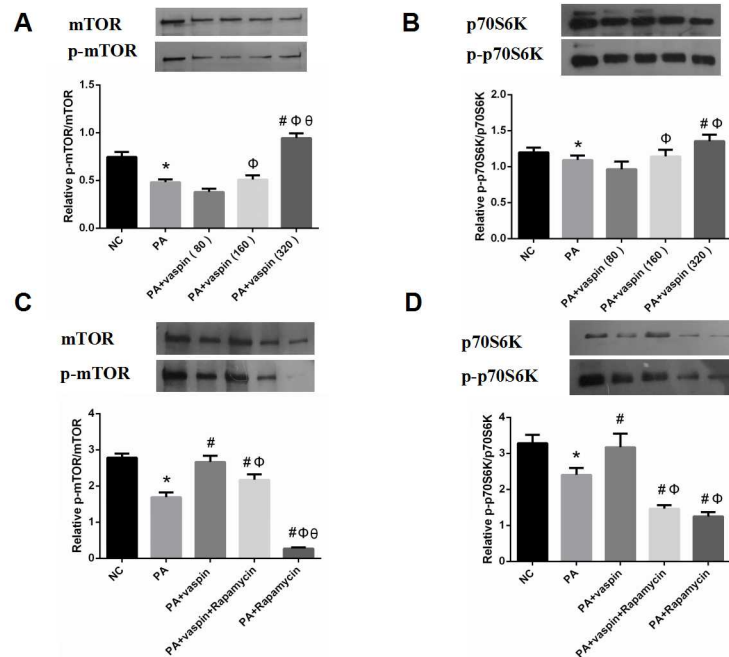 A
mTOR
p-mTOR
Relative p-mTOR/mTOR
1.5
1.0
0.5
0.0
*
Φ
# Φ θ
NC
PA
PA+vaspin ( 80 )
PA+vaspin (160 )
PA+vaspin (320 )
B
p70S6K
p-p70S6K
Relative p-p70S6K/p70S6K
2.0
1.6
1.2
0.8
0.4
0.0
*
Φ
# Φ
NC
PA
PA+vaspin ( 80 )
PA+vaspin (160 )
PA+vaspin (320 )
C
mTOR
p-mTOR
Relative p-mTOR/mTOR
4
3
2
1
0
*
#
# Φ
#Φθ
NC
PA
PA+vaspin
PA+vaspin+Rapamycin
PA+Rapamycin
D
p70S6K
p-p70S6K
Relative p-p70S6K/p70S6K
4
3
2
1
0
*
#
# Φ
# Φ
NC
PA
PA+vaspin
PA+vaspin+Rapamycin
PA+Rapamycin